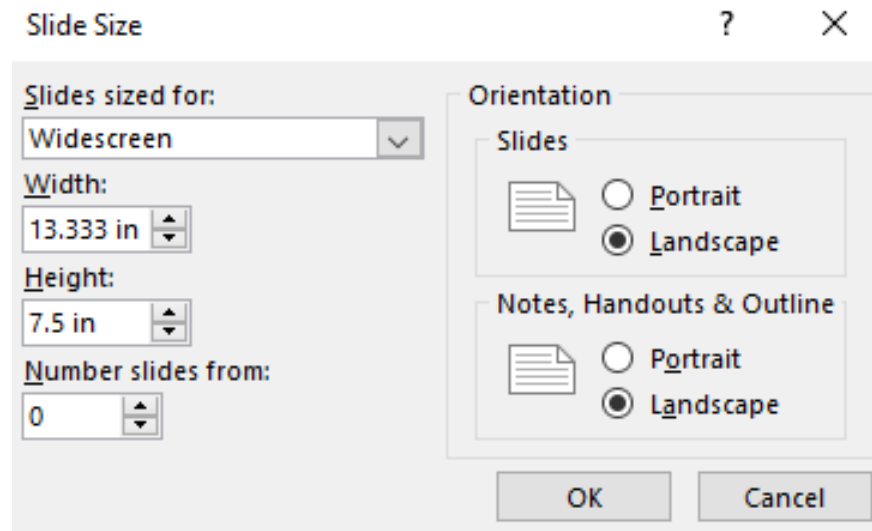 Slide Size
?
Slides sized for:
Widescreen
Width:
13.333 in
Height:
7.5 in
Number slides from:
0
Orientation
Slides
Portrait
Landscape
Notes, Handouts & Outline
Portrait
Landscape
OK
Cancel